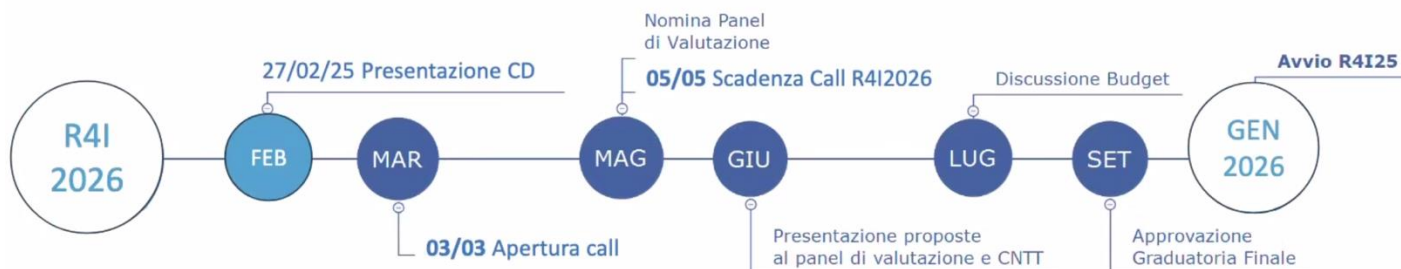 R4I
2026
FEB
27/02/25 Presentazione CD
MAR
03/03 Apertura call
MAG
Nomina Panel
di Valutazione
05/05 Scadenza Call R4I2026
GIU
Presentazione proposte
al panel di valutazione e CNTT
LUG
Discussione Budget
SET
Approvazione
Graduatoria Finale
GEN
2026
Avvio R4I25